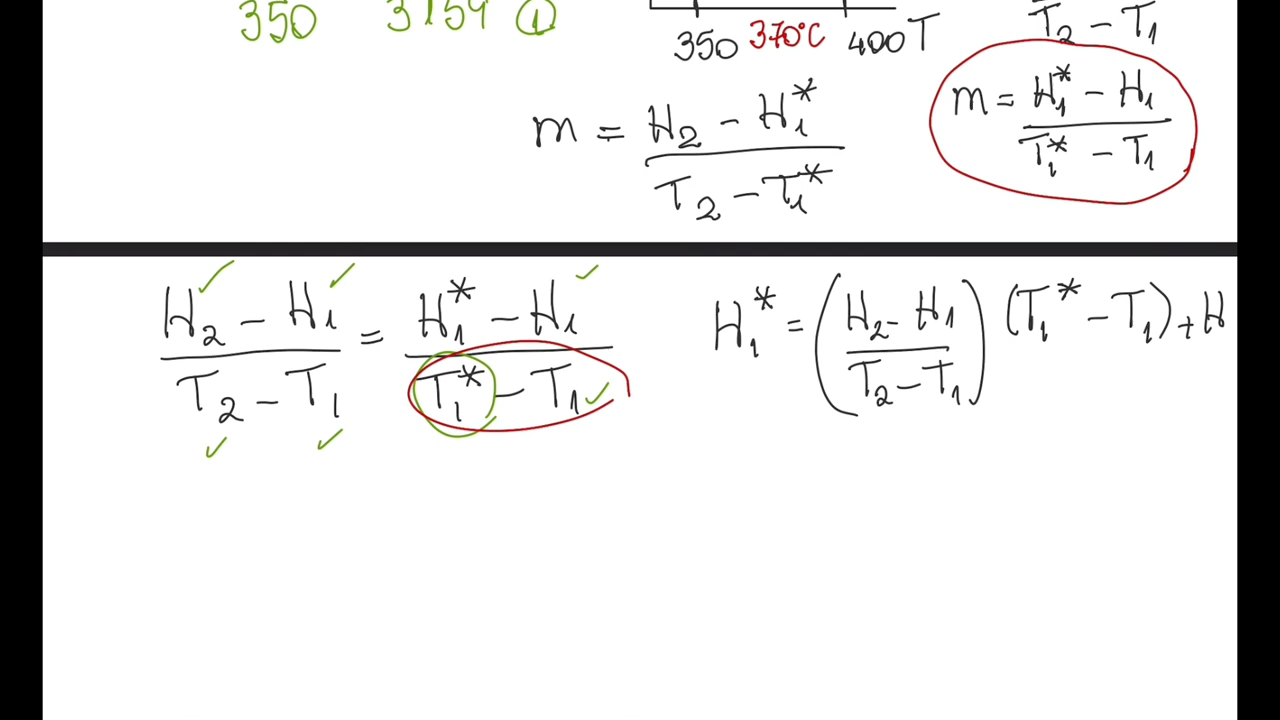 350 3159 ①
350 370°C 400 T
T₂ - T₁
m = (H₂ - H₁*) / (T₂ - T₁*)
m = (H₁* - H₁) / (T₁* - T₁)
(H₂ - H₁) / (T₂ - T₁) = (H₁* - H₁) / (T₁* - T₁)
H₁* = ((H₂ - H₁) / (T₂ - T₁)) (T₁* - T₁) + H